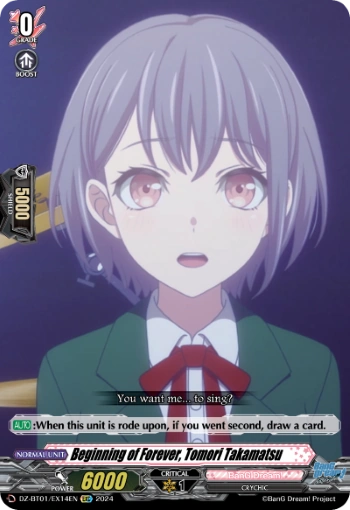 0
GRADE
BOOST
5000
SHIELD
You want me... to sing?
AUTO:When this unit is rode upon, if you went second, draw a card.
NORMAL UNIT
Beginning of Forever, Tomori Takamatsu
BanG Dream!
POWER 6000
CRITICAL 1
CRYCHIC
DZ-BT01/EX14EN 2024
©BanG Dream! Project